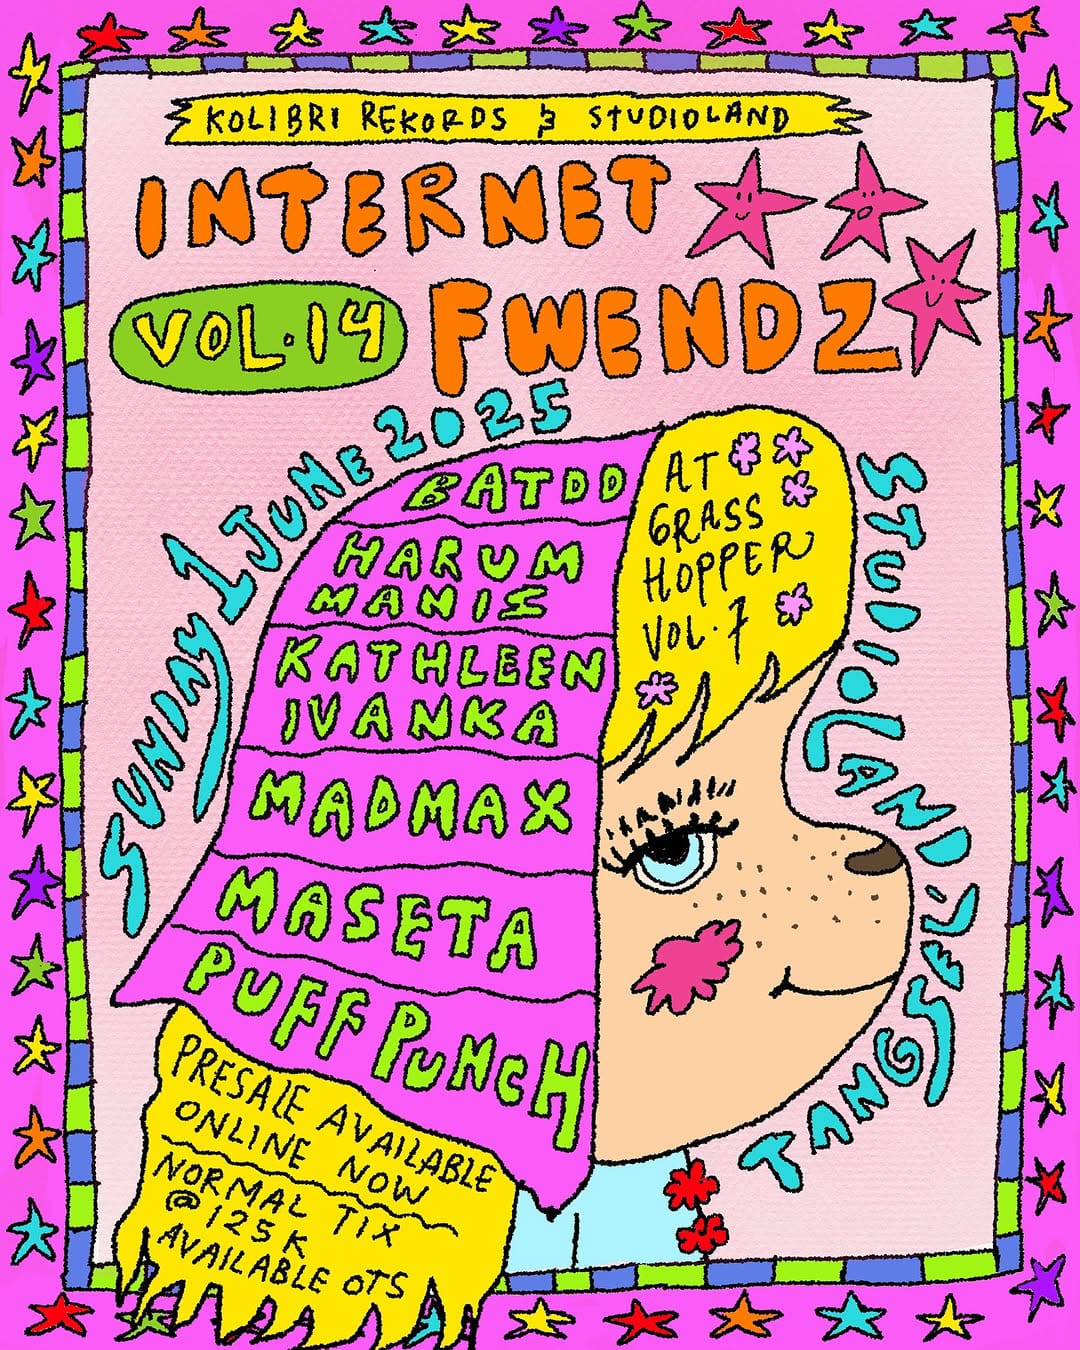 KOLIBRI REKORDS & STUDIOLAND
INTERNET
VOL.14 FWENDZ
SUNDAY 1 JUNE 2025
BATDD
HARUM
MANIS
KATHLEEN
IVANKA
MADMAX
MASETA
PUFF PUNCH
AT
GRASS
HOPPER
VOL.7
STUDIOLAND, TANGSEL
PRESALE AVAILABLE
ONLINE NOW
NORMAL TIX
@125K
AVAILABLE OTS